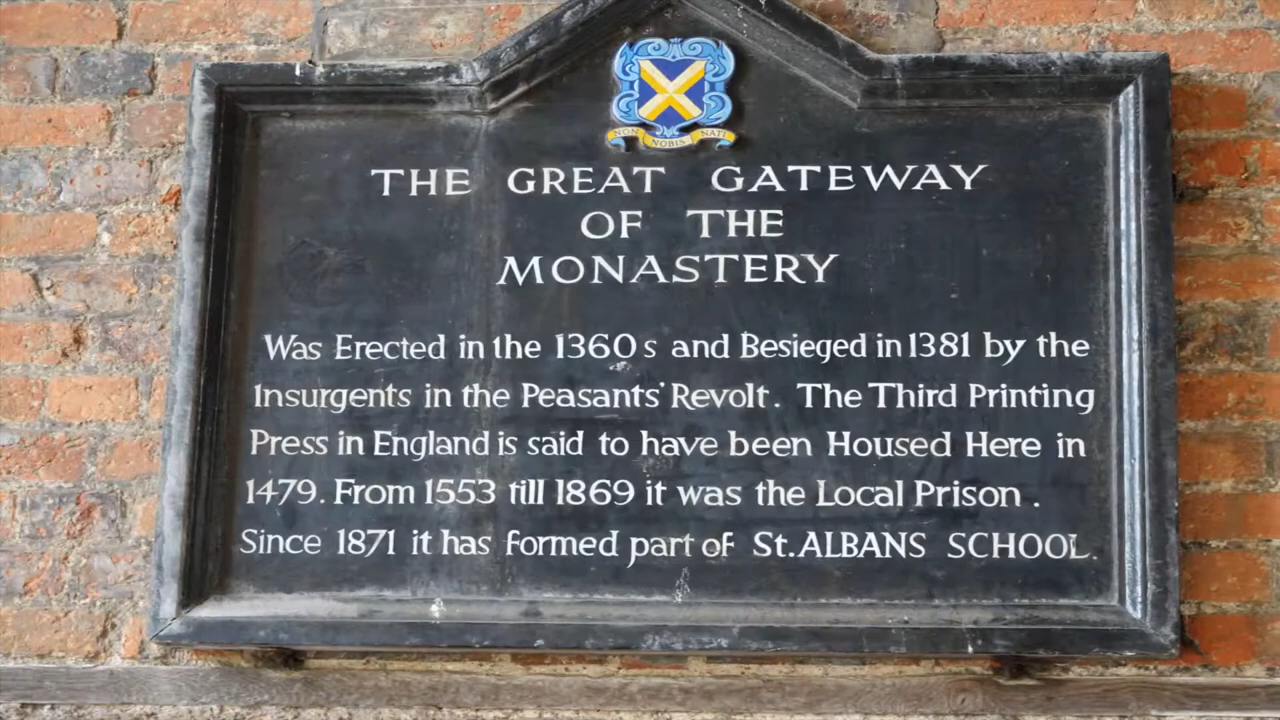 NON NOBIS NATI
THE GREAT GATEWAY
OF THE
MONASTERY
Was Erected in the 1360s and Besieged in 1381 by the
Insurgents in the Peasants' Revolt. The Third Printing
Press in England is said to have been Housed Here in
1479. From 1553 till 1869 it was the Local Prison.
Since 1871 it has formed part of St. ALBANS SCHOOL.